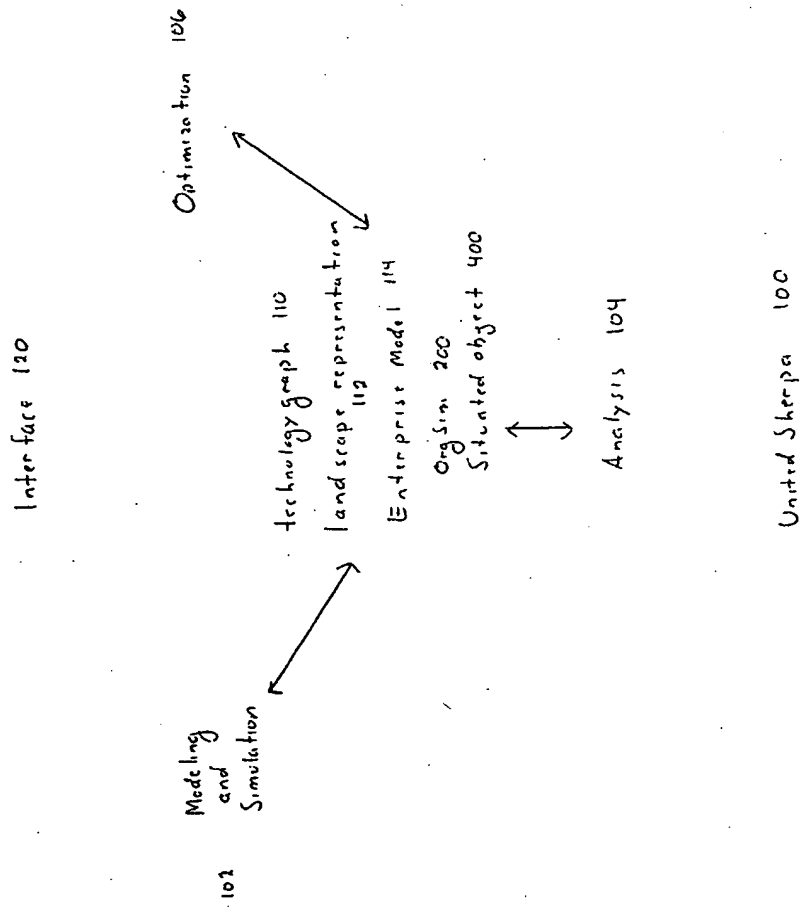 Interface 120
Optimization 106
Modeling
and
Simulation
102
technology graph 110
landscape representation
112
Enterprise Model 114
OrgSim 200
Situated object 400
Analysis 104
United Sherpa 100